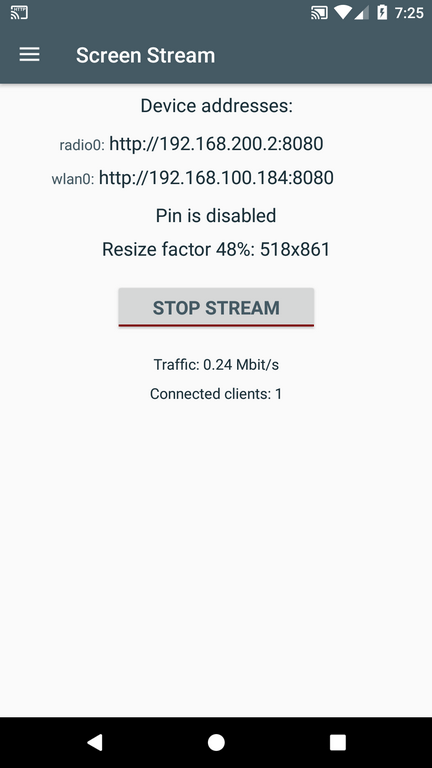 7:25
Screen Stream
Device addresses:
radio0: http://192.168.200.2:8080
wlan0: http://192.168.100.184:8080
Pin is disabled
Resize factor 48%: 518x861
STOP STREAM
Traffic: 0.24 Mbit/s
Connected clients: 1